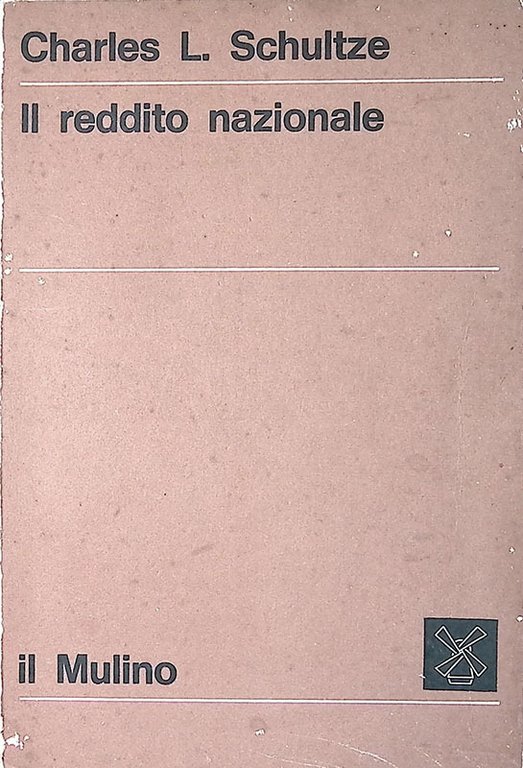 Charles L. Schultze
Il reddito nazionale
il Mulino